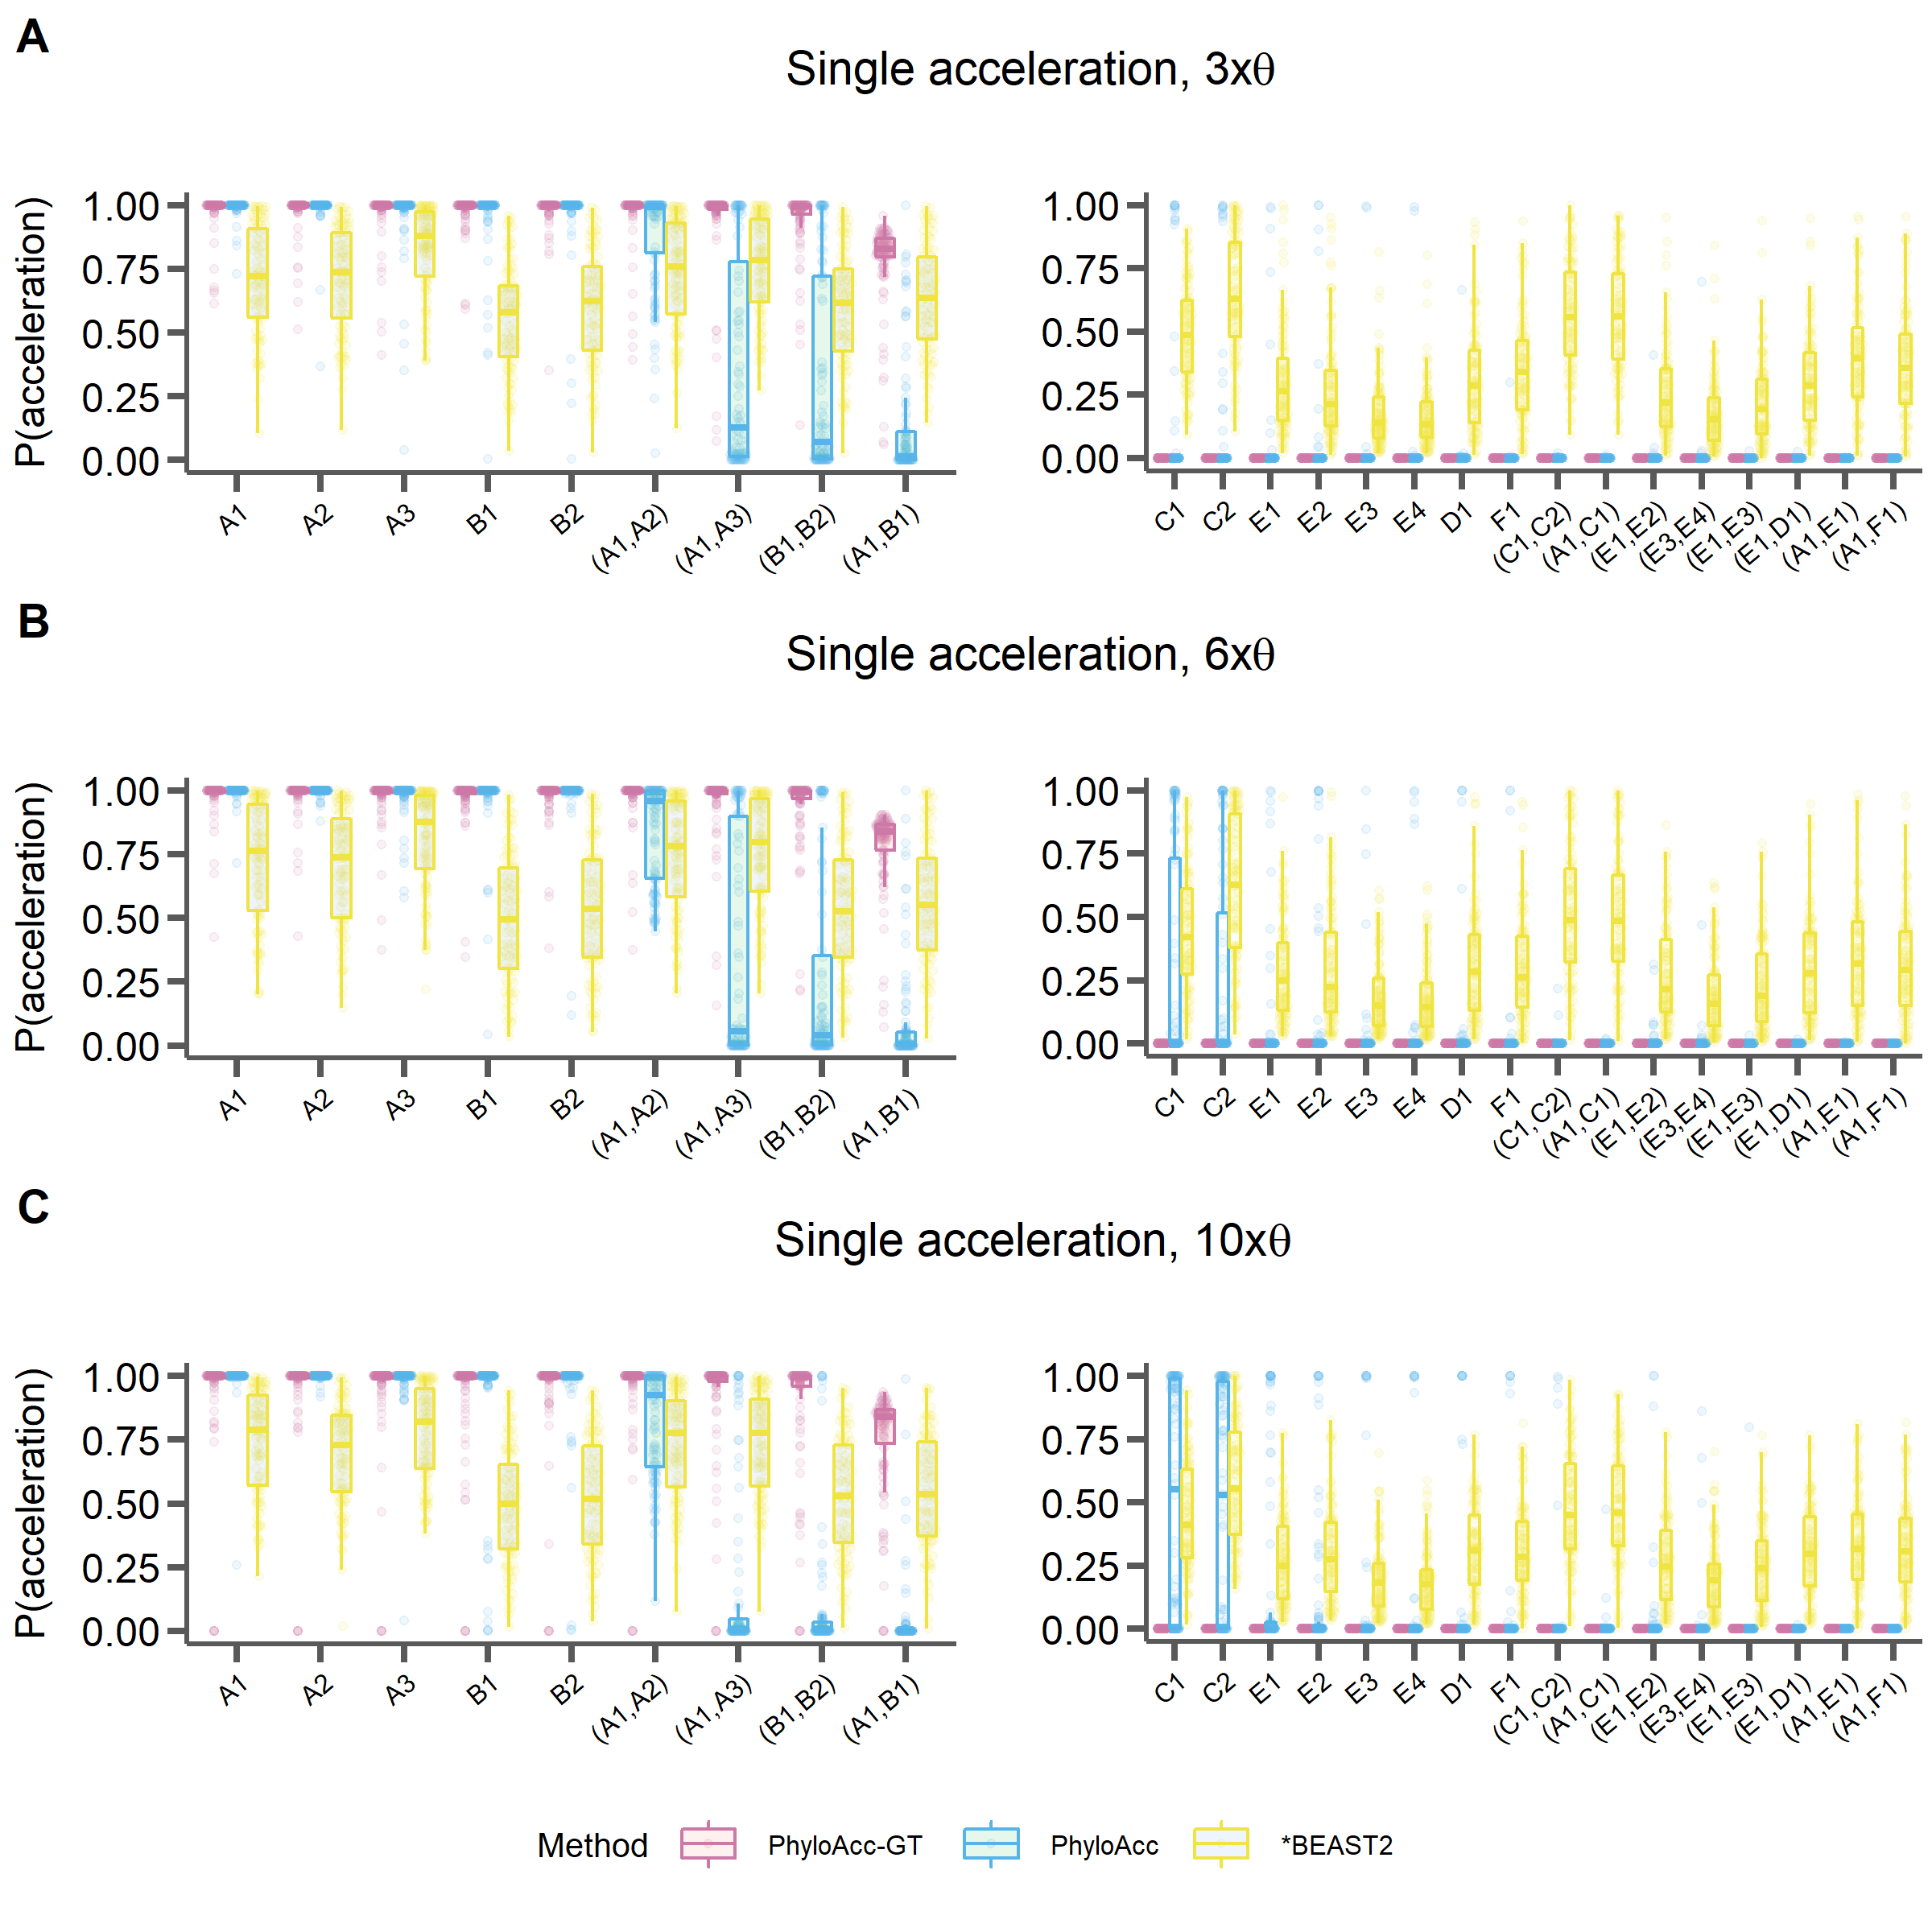 A
Single acceleration, 3xθ
P(acceleration)
1.00
0.75
0.50
0.25
0.00
A1 A2 A3 B1 B2 (A1,A2) (A1,A3) (B1,B2) (A1,B1)
1.00
0.75
0.50
0.25
0.00
C1 C2 E1 E2 E3 E4 D1 F1 (C1,C2) (A1,C1) (E1,E2) (E3,E4) (E1,E3) (E1,D1) (A1,E1) (A1,F1)
B
Single acceleration, 6xθ
P(acceleration)
1.00
0.75
0.50
0.25
0.00
A1 A2 A3 B1 B2 (A1,A2) (A1,A3) (B1,B2) (A1,B1)
1.00
0.75
0.50
0.25
0.00
C1 C2 E1 E2 E3 E4 D1 F1 (C1,C2) (A1,C1) (E1,E2) (E3,E4) (E1,E3) (E1,D1) (A1,E1) (A1,F1)
C
Single acceleration, 10xθ
P(acceleration)
1.00
0.75
0.50
0.25
0.00
A1 A2 A3 B1 B2 (A1,A2) (A1,A3) (B1,B2) (A1,B1)
1.00
0.75
0.50
0.25
0.00
C1 C2 E1 E2 E3 E4 D1 F1 (C1,C2) (A1,C1) (E1,E2) (E3,E4) (E1,E3) (E1,D1) (A1,E1) (A1,F1)
Method PhyloAcc-GT PhyloAcc *BEAST2